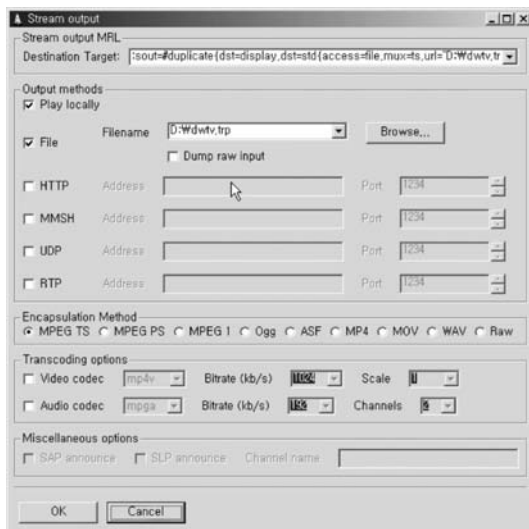 Stream output
Stream output MRL
Destination Target: :sout=#duplicate{dst=display,dst=std{access=file,mux=ts,url="D:₩dwtv,tr
Output methods
Play locally
File Filename D:₩dwtv,trp Browse,,,
Dump raw input
HTTP Address Port 1234
MMSH Address Port 1234
UDP Address Port 1234
RTP Address Port 1234
Encapsulation Method
MPEG TS MPEG PS MPEG 1 Ogg ASF MP4 MOV WAV Raw
Transcoding options
Video codec mp4v Bitrate (kb/s) 1024 Scale 1
Audio codec mpga Bitrate (kb/s) 192 Channels
Miscellaneous options
SAP announce SLP announce Channel name
OK Cancel